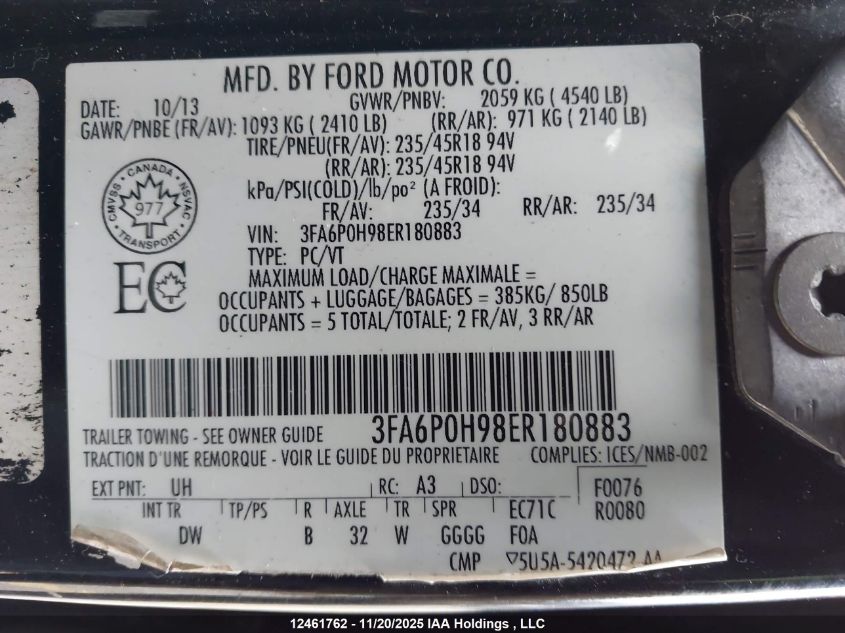 MFD. BY FORD MOTOR CO.
DATE: 10/13 GVWR/PNBV: 2059 KG ( 4540 LB)
GAWR/PNBE (FR/AV): 1093 KG ( 2410 LB) (RR/AR): 971 KG ( 2140 LB)
TIRE/PNEU(FR/AV): 235/45R18 94V
(RR/AR): 235/45R18 94V
kPa/PSI(COLD)/lb/po² (A FROID):
FR/AV: 235/34 RR/AR: 235/34
CANADA
CMVSS 977 NSVAC
TRANSPORT
VIN: 3FA6P0H98ER180883
TYPE: PC/VT
EC
MAXIMUM LOAD/CHARGE MAXIMALE =
OCCUPANTS + LUGGAGE/BAGAGES = 385KG/ 850LB
OCCUPANTS = 5 TOTAL/TOTALE; 2 FR/AV, 3 RR/AR
TRAILER TOWING - SEE OWNER GUIDE 3FA6P0H98ER180883
TRACTION D'UNE REMORQUE - VOIR LE GUIDE DU PROPRIETAIRE COMPLIES: ICES/NMB-002
EXT PNT: UH RC: A3 DSO: F0076
INT TR TP/PS R AXLE TR SPR EC71C R0080
DW B 32 W GGGG F0A
CMP 5U5A-5420472 AA
12461762 - 11/20/2025 IAA Holdings , LLC